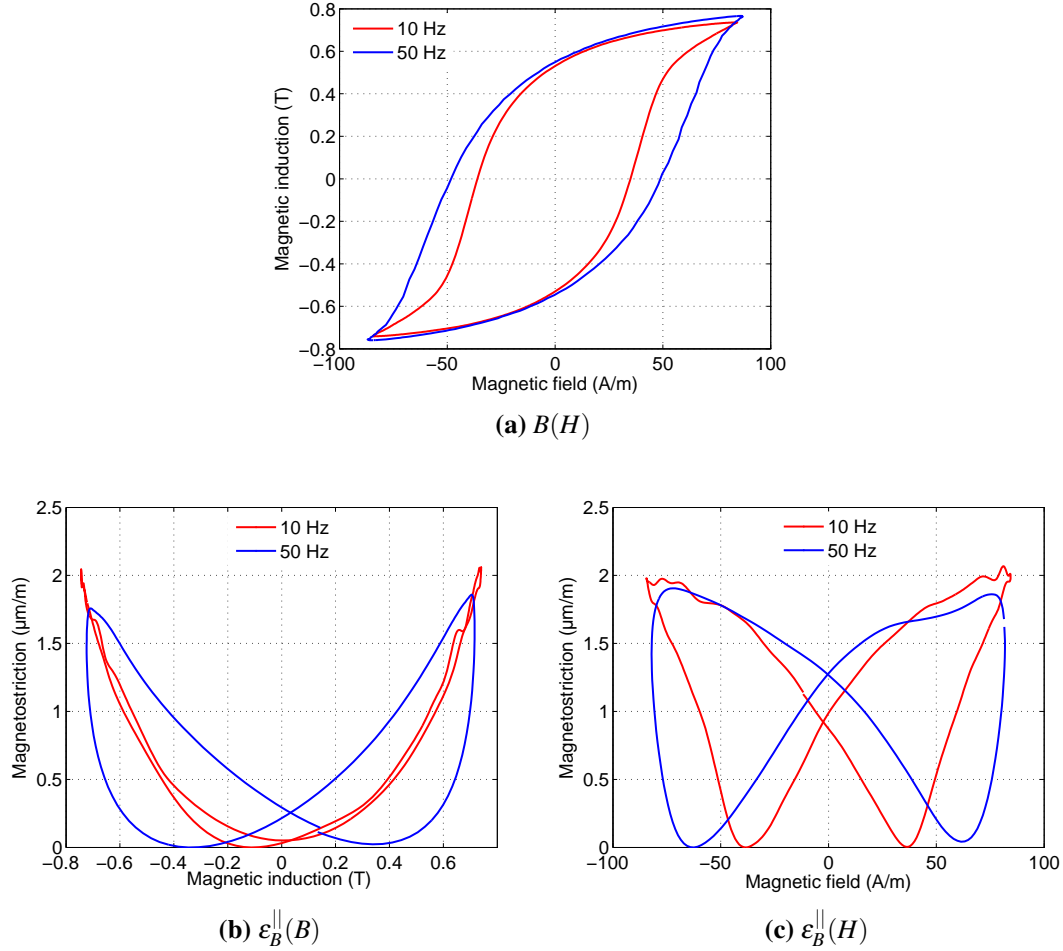 0.8
0.6
0.4
0.2
0
−0.2
−0.4
−0.6
−0.8
Magnetic induction (T)
10 Hz
50 Hz
−100 −50 0 50 100
Magnetic field (A/m)
(a) B(H)
2.5
2
1.5
1
0.5
0
Magnetostriction (µm/m)
10 Hz
50 Hz
−0.8 −0.6 −0.4 −0.2 0 0.2 0.4 0.6
Magnetic induction (T)
(b) ε_B^||(B)
2.5
2
1.5
1
0.5
0
Magnetostriction (µm/m)
10 Hz
50 Hz
−100 −50 0 50 100
Magnetic field (A/m)
(c) ε_B^||(H)